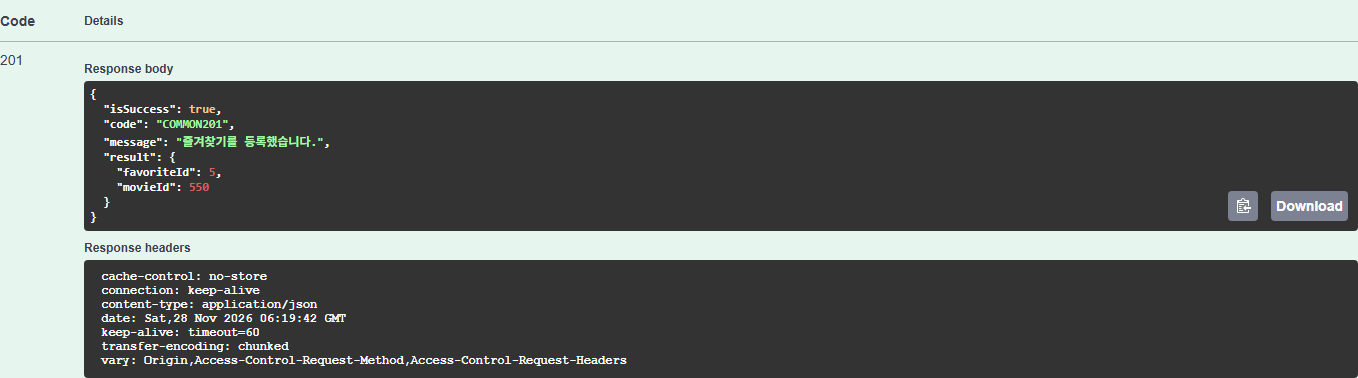 Code Details
201
Response body
{
"isSuccess": true,
"code": "COMMON201",
"message": "즐겨찾기를 등록했습니다.",
"result": {
"favoriteId": 5,
"movieId": 550
}
}
Download
Response headers
cache-control: no-store
connection: keep-alive
content-type: application/json
date: Sat,28 Nov 2026 06:19:42 GMT
keep-alive: timeout=60
transfer-encoding: chunked
vary: Origin,Access-Control-Request-Method,Access-Control-Request-Headers